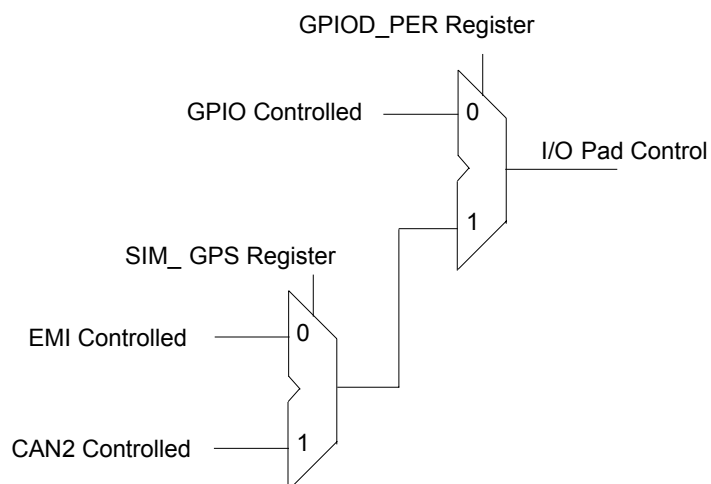 GPIOD_PER Register
GPIO Controlled
0
I/O Pad Control
1
SIM_ GPS Register
EMI Controlled
0
CAN2 Controlled
1